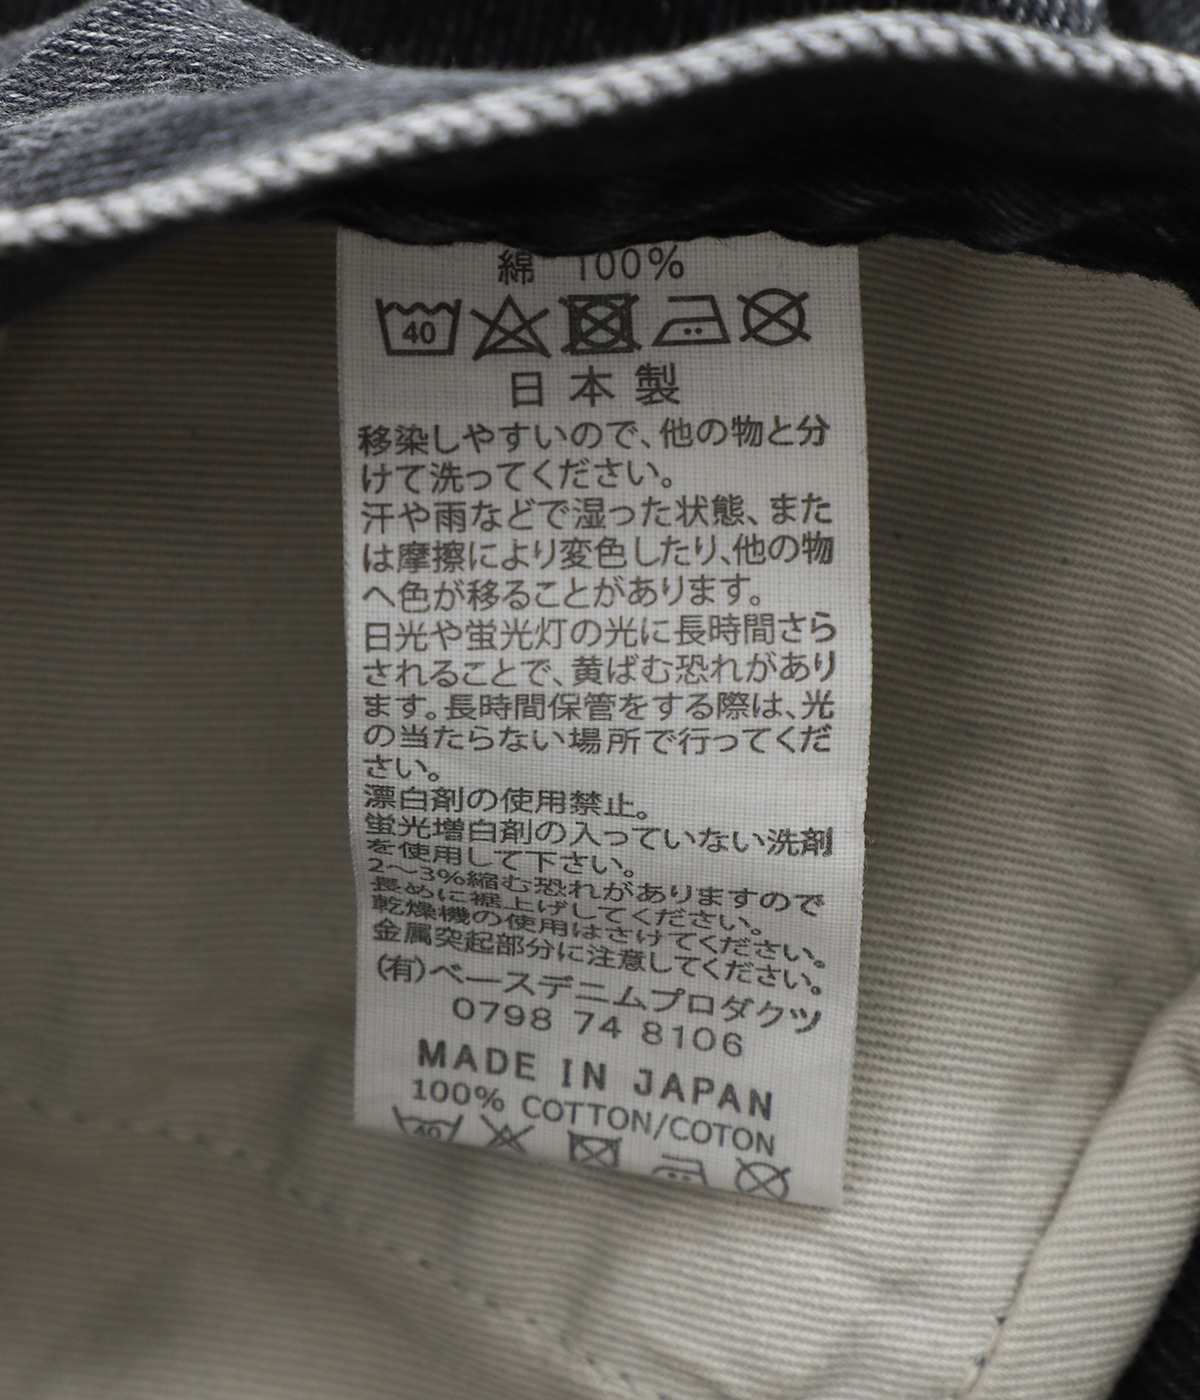 綿 100%
40
日本製
移染しやすいので、他の物と分
けて洗ってください。
汗や雨などで湿った状態、また
は摩擦により変色したり、他の物
へ色が移ることがあります。
日光や蛍光灯の光に長時間さら
されることで、黄ばむ恐れがあり
ます。長時間保管をする際は、光
の当たらない場所で行ってくだ
さい。
漂白剤の使用禁止。
蛍光増白剤の入っていない洗剤
を使用して下さい。
2〜3%縮む恐れがありますので
長めに裾上げしてください。
乾燥機の使用はさけてください。
金属突起部分に注意してください。
(有)ベースデニムプロダクツ
0798 74 8106
MADE IN JAPAN
100% COTTON/COTON
40